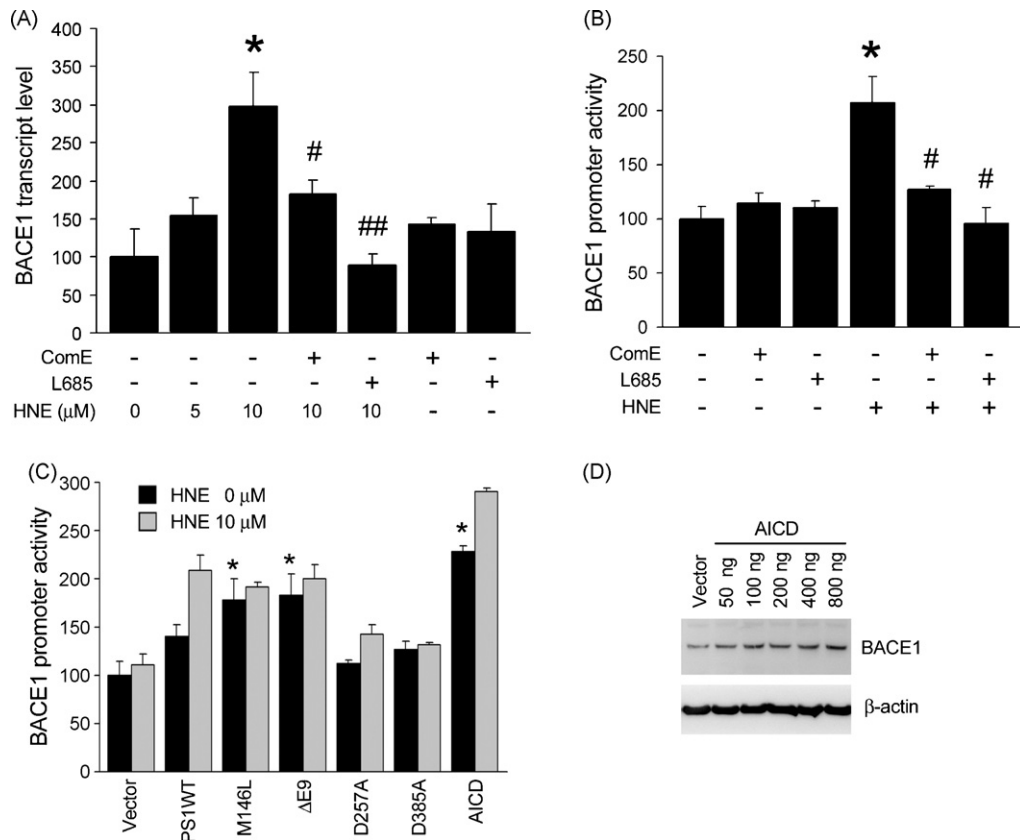 (A)
BACE1 transcript level
400
350
300
250
200
150
100
50
0
*
#
##
ComE - - - + - + -
L685 - - - - + - +
HNE (μM) 0 5 10 10 10 - -
(B)
BACE1 promoter activity
250
200
150
100
50
0
*
#
#
ComE - + - - + -
L685 - - + - - +
HNE - - - + + +
(C)
BACE1 promoter activity
300
250
200
150
100
50
0
HNE 0 μM
HNE 10 μM
*
*
*
Vector
PS1WT
M146L
ΔE9
D257A
D385A
AICD
(D)
AICD
Vector
50 ng
100 ng
200 ng
400 ng
800 ng
BACE1
β-actin